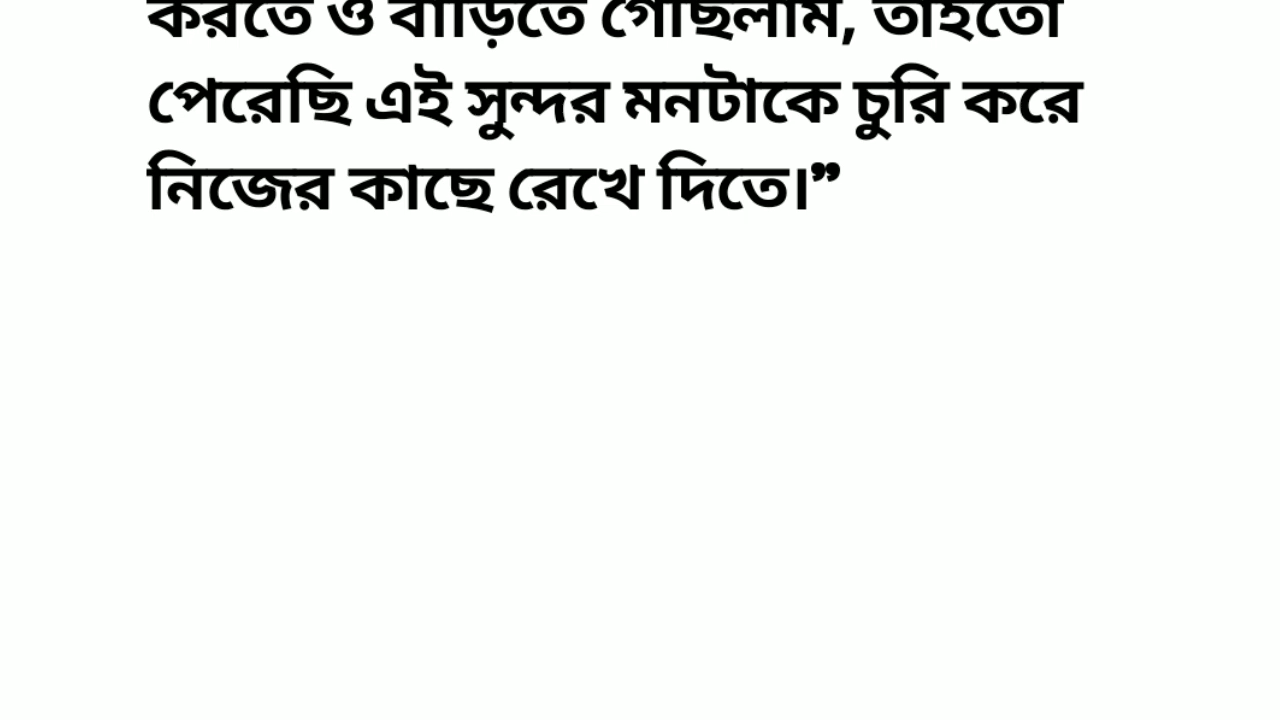 করতে ও বাড়িতে গেছিলাম, তাইতো
পেরেছি এই সুন্দর মনটাকে চুরি করে
নিজের কাছে রেখে দিতে।”